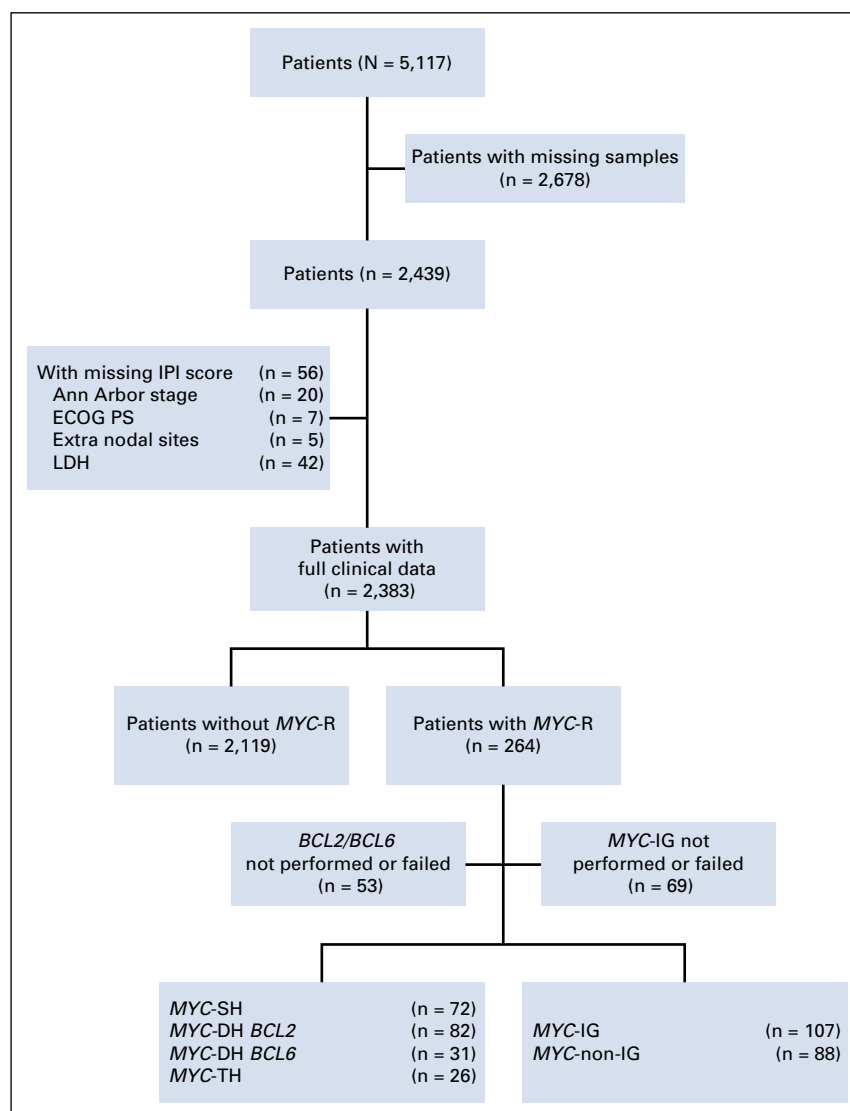 Patients (N = 5,117)
Patients with missing samples
(n = 2,678)
Patients (n = 2,439)
With missing IPI score (n = 56)
Ann Arbor stage (n = 20)
ECOG PS (n = 7)
Extra nodal sites (n = 5)
LDH (n = 42)
Patients with
full clinical data
(n = 2,383)
Patients without MYC-R
(n = 2,119)
Patients with MYC-R
(n = 264)
BCL2/BCL6
not performed or failed
(n = 53)
MYC-IG not
performed or failed
(n = 69)
MYC-SH (n = 72)
MYC-DH BCL2 (n = 82)
MYC-DH BCL6 (n = 31)
MYC-TH (n = 26)
MYC-IG (n = 107)
MYC-non-IG (n = 88)